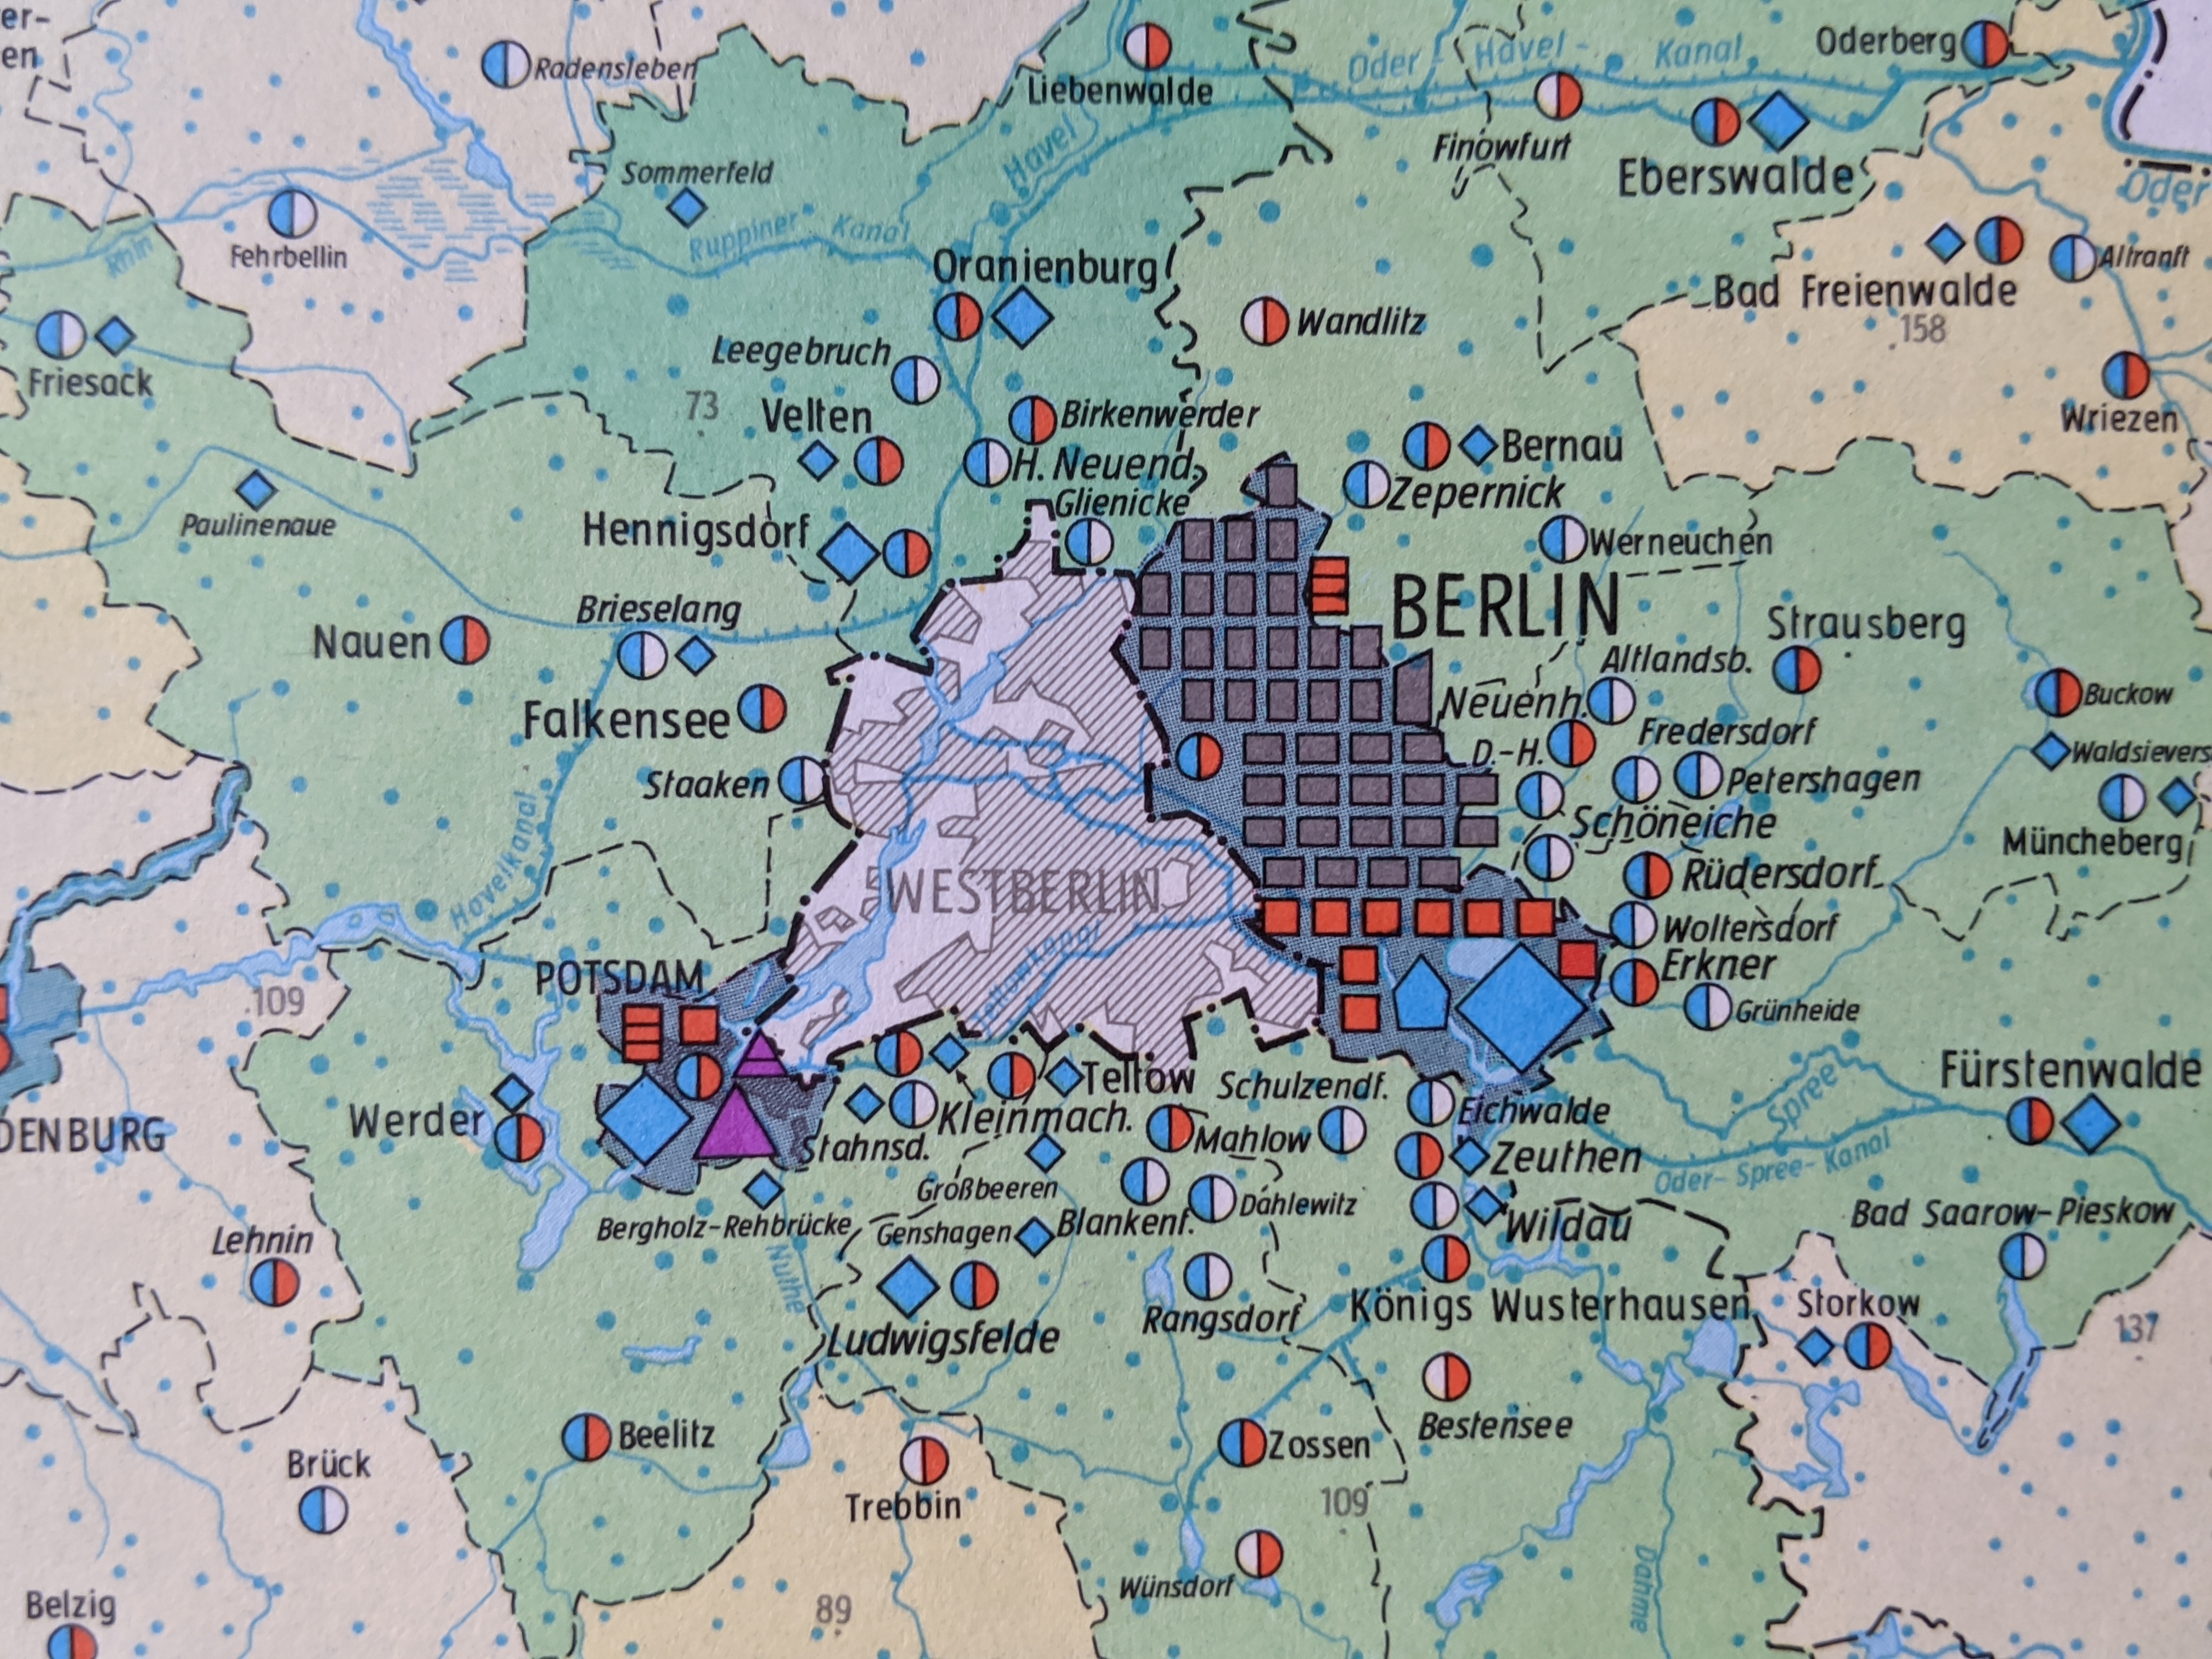 er-
en
Radensleben
Liebenwalde
Oder - Havel - Kanal
Oderberg
Finowfurt
Eberswalde
Oder
Sommerfeld
Havel
Ruppiner Kanal
Rhin
Fehrbellin
Oranienburg
Wandlitz
Bad Freienwalde
158
Altranft
Friesack
Leegebruch
Wriezen
73
Velten
Birkenwerder
H. Neuend.
Bernau
Zepernick
Glienicke
Paulinenaue
Hennigsdorf
Werneuchen
BERLIN
Brieselang
Nauen
Strausberg
Altlandsb.
Falkensee
Neuenh.
Buckow
Fredersdorf
D.-H.
Waldsievers
Staaken
Petershagen
Schöneiche
Müncheberg
Havelkanal
WESTBERLIN
Rüdersdorf
Woltersdorf
Teltowkanal
POTSDAM
Erkner
109
Grünheide
Teltow
Schulzendf.
Fürstenwalde
Werder
Kleinmach.
Eichwalde
Spree
DENBURG
Stahnsd.
Mahlow
Zeuthen
Oder-Spree-Kanal
Großbeeren
Dahlewitz
Bergholz-Rehbrücke
Genshagen
Blankenf.
Wildau
Bad Saarow-Pieskow
Lehnin
Nuthe
Rangsdorf
Königs Wusterhausen
Storkow
137
Ludwigsfelde
Beelitz
Zossen
Bestensee
Brück
Trebbin
109
Wünsdorf
Dahme
Belzig
89